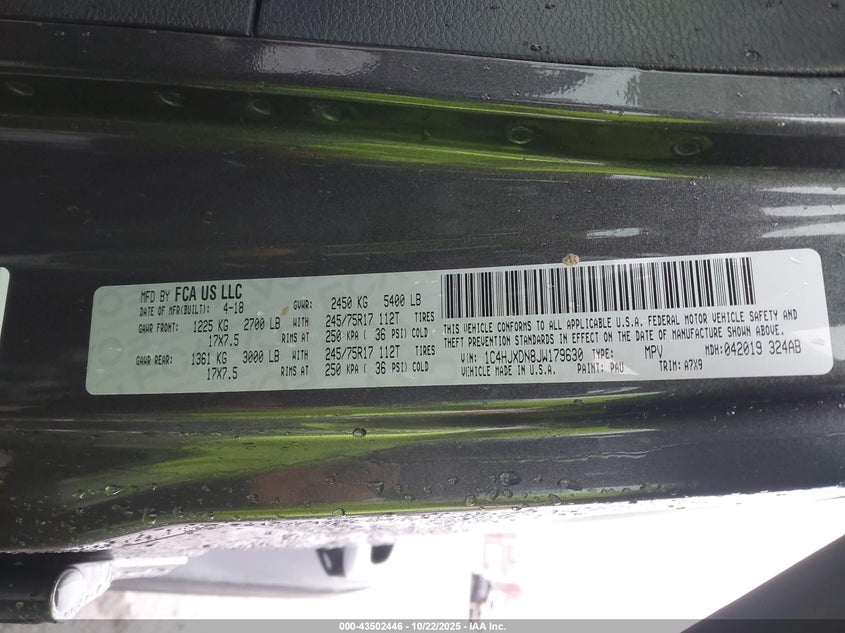 MFD BY FCA US LLC
DATE OF MFR(BUILT): 4-18 GVWR: 2450 KG 5400 LB
GAWR FRONT: 1225 KG 2700 LB WITH 245/75R17 112T TIRES
17X7.5 RIMS AT 250 KPA ( 36 PSI) COLD
GAWR REAR: 1361 KG 3000 LB WITH 245/75R17 112T TIRES
17X7.5 RIMS AT 250 KPA ( 36 PSI) COLD
THIS VEHICLE CONFORMS TO ALL APPLICABLE U.S.A. FEDERAL MOTOR VEHICLE SAFETY AND
THEFT PREVENTION STANDARDS IN EFFECT ON THE DATE OF MANUFACTURE SHOWN ABOVE.
VIN: 1C4HJXDN8JW179630 TYPE: MPV MDH: 042019 324AB
VEHICLE MADE IN U.S.A. PAINT: PAU TRIM: A7X9
000-43502446 - 10/22/2025 - IAA Inc.